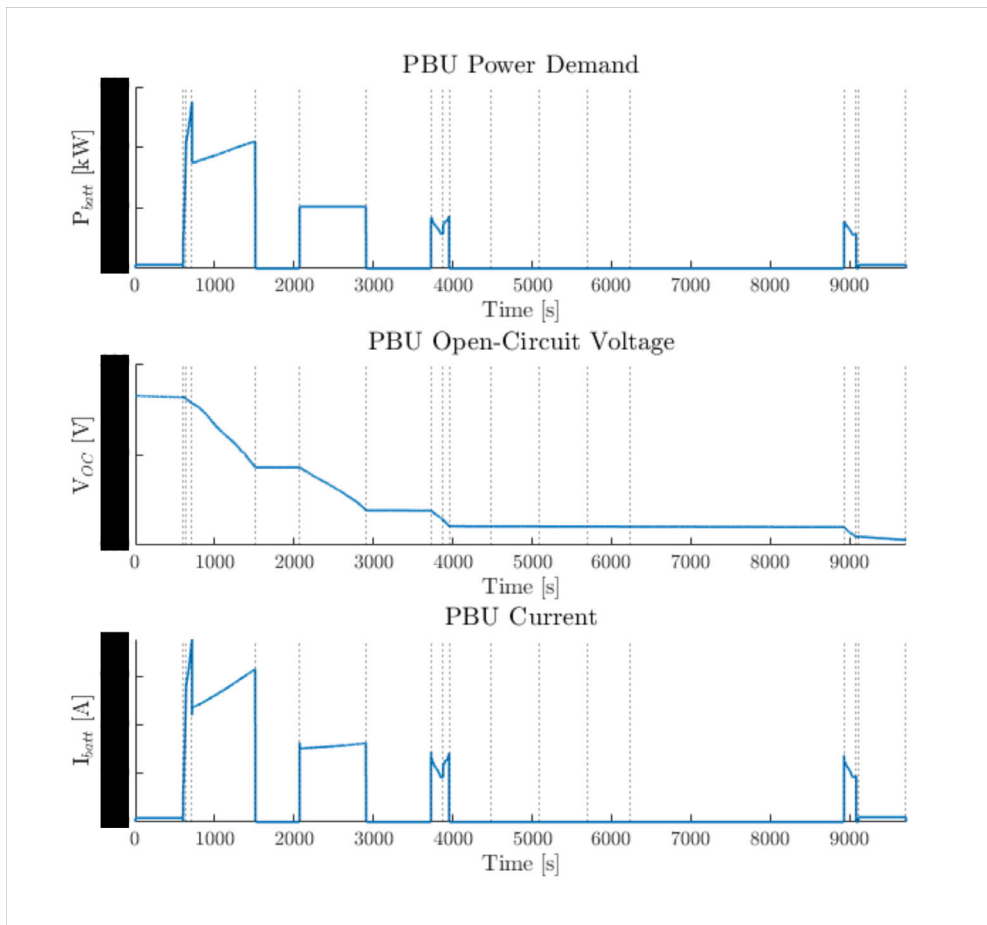 PBU Power Demand
P_batt [kW]
0 1000 2000 3000 4000 5000 6000 7000 8000 9000
Time [s]
PBU Open-Circuit Voltage
V_OC [V]
0 1000 2000 3000 4000 5000 6000 7000 8000 9000
Time [s]
PBU Current
I_batt [A]
0 1000 2000 3000 4000 5000 6000 7000 8000 9000
Time [s]